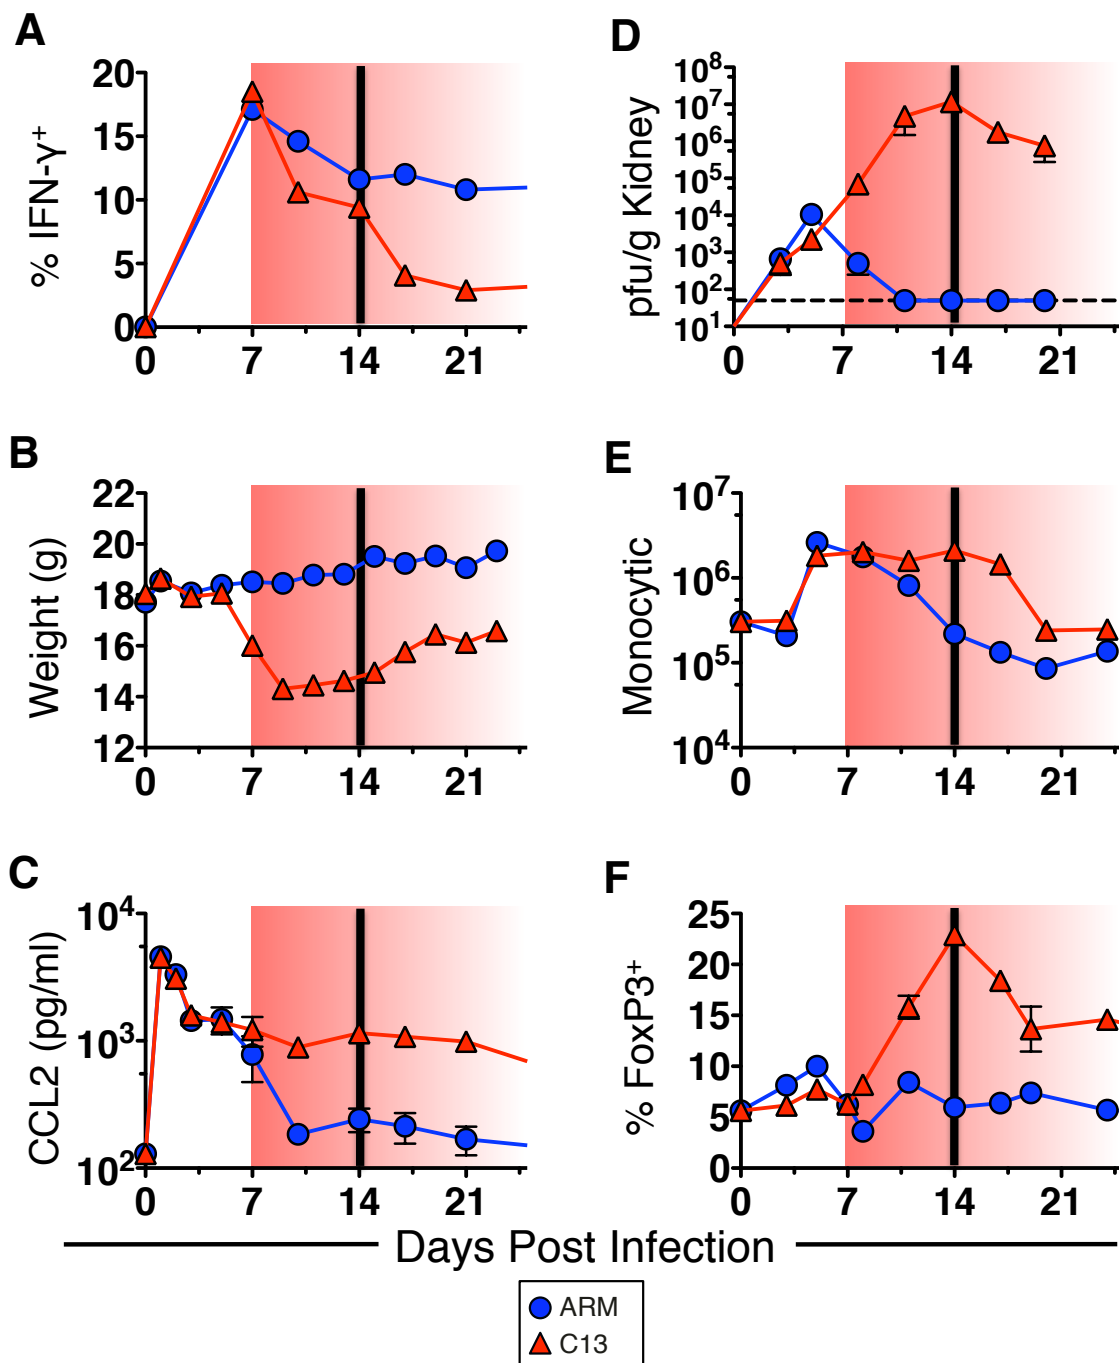 A
% IFN-γ⁺
20
15
10
5
0
0 7 14 21
B
Weight (g)
22
20
18
16
14
12
0 7 14 21
C
CCL2 (pg/ml)
10⁴
10³
10²
0 7 14 21
D
pfu/g Kidney
10⁸
10⁷
10⁶
10⁵
10⁴
10³
10²
10¹
0 7 14 21
E
Monocytic
10⁷
10⁶
10⁵
10⁴
0 7 14 21
F
% FoxP3⁺
25
20
15
10
5
0
0 7 14 21
Days Post Infection
ARM
C13